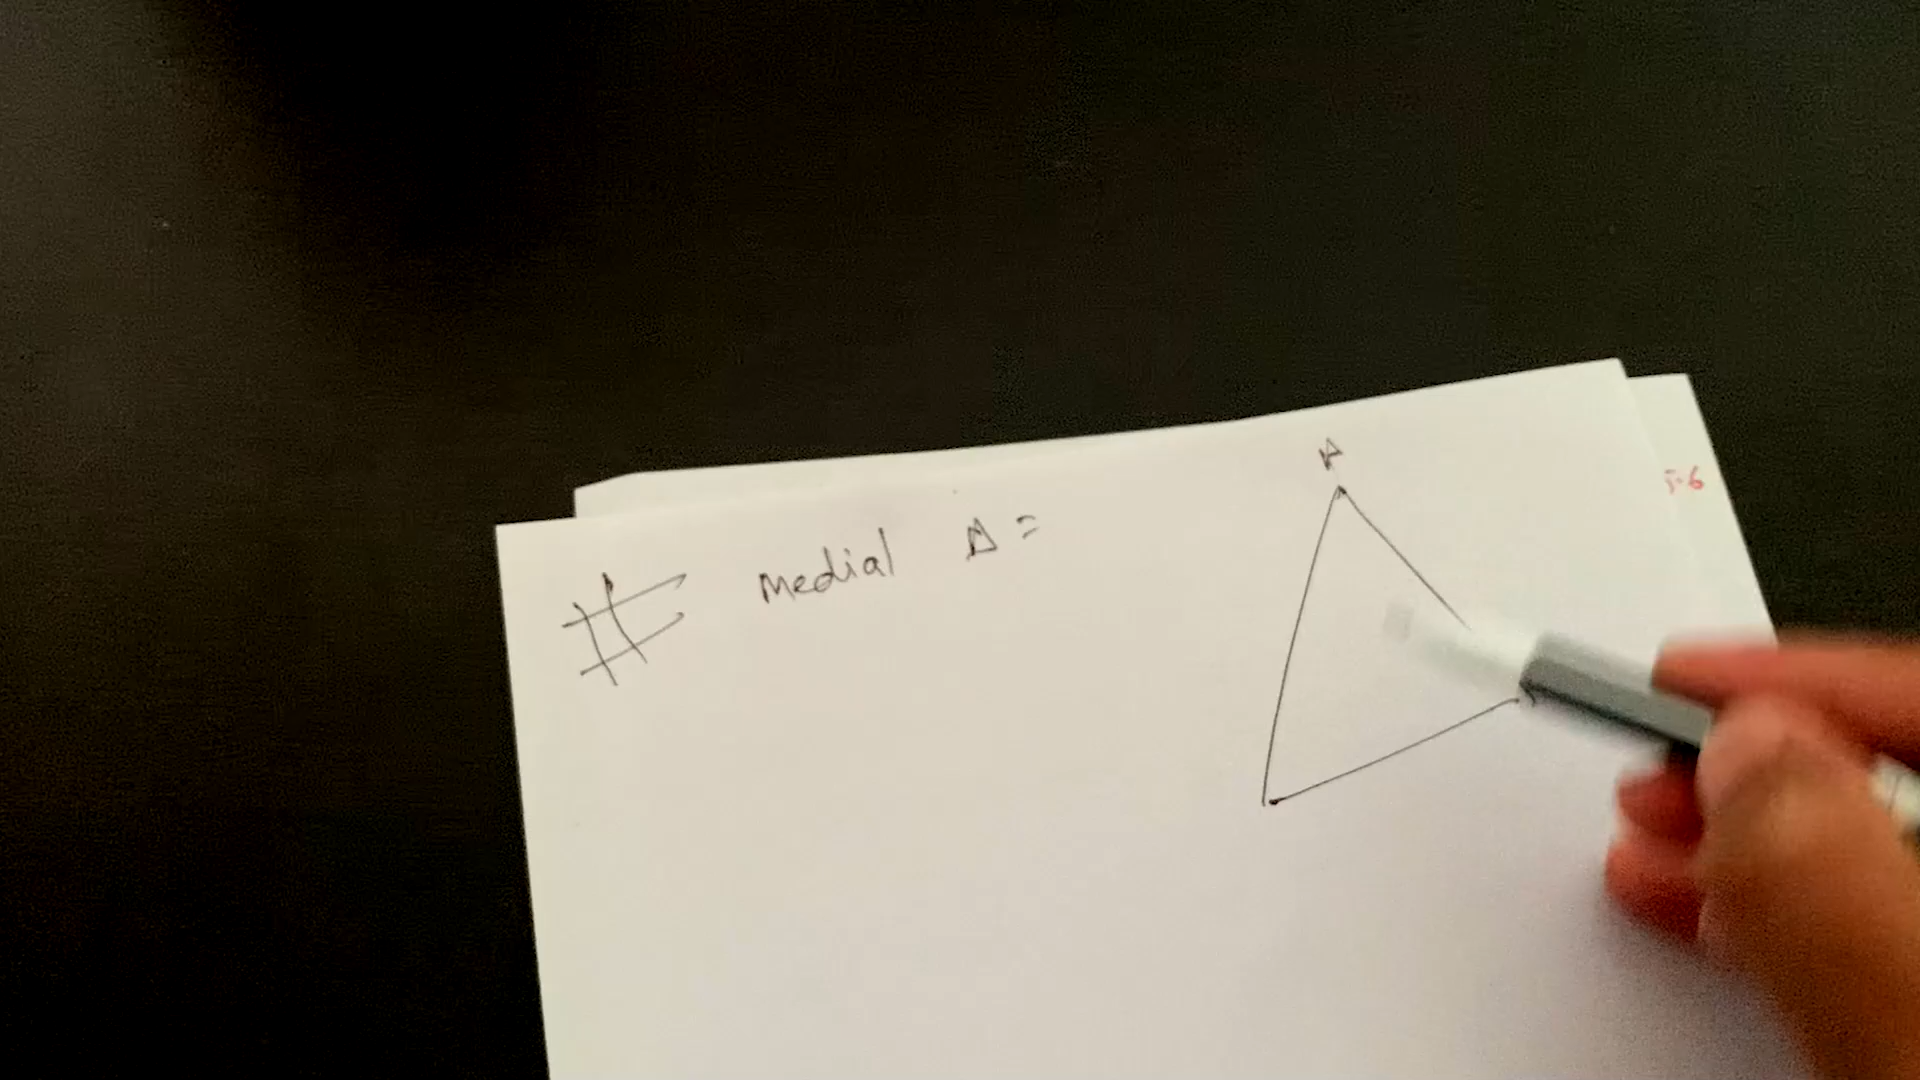 # Medial Δ =
A